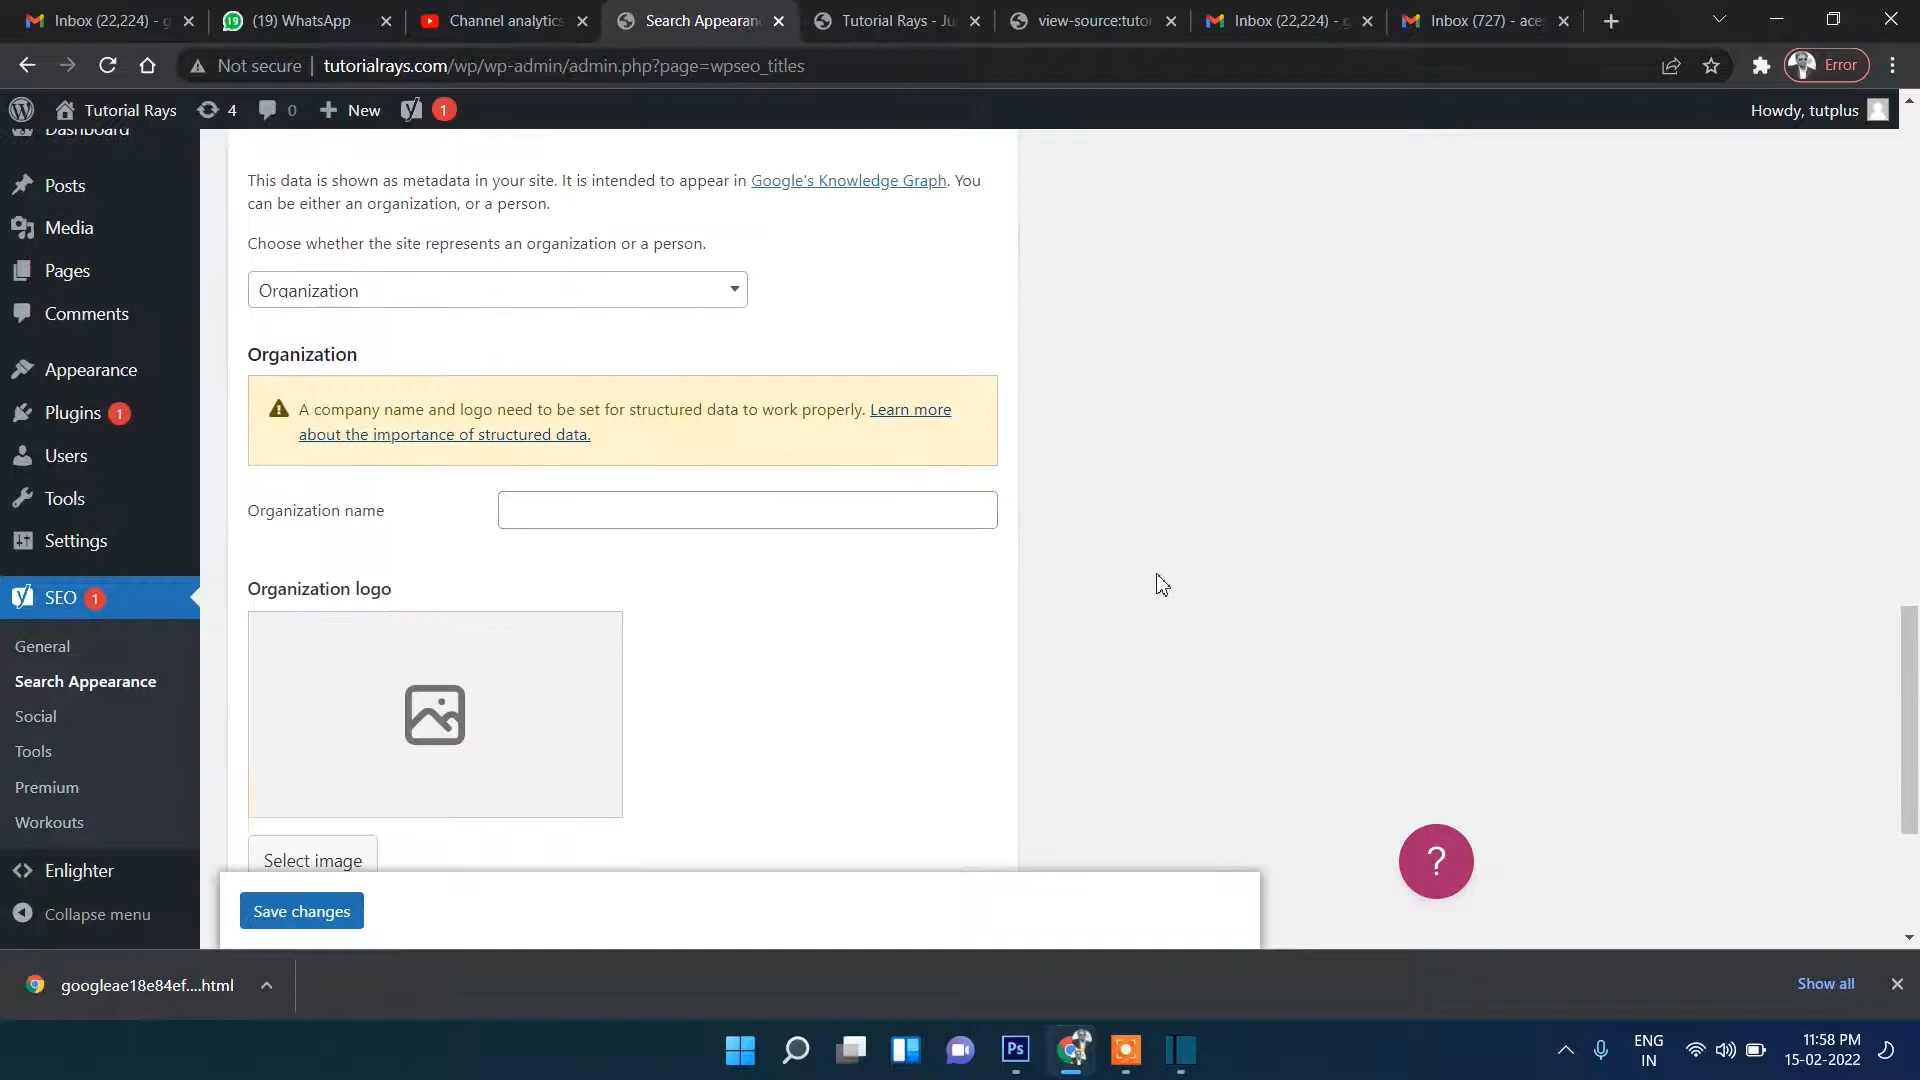 Inbox (22,224) - g
(19) WhatsApp
Channel analytics
Search Appearan
Tutorial Rays - Ju
view-source:tuto
Inbox (22,224) - g
Inbox (727) - ace
Not secure
tutorialrays.com/wp/wp-admin/admin.php?page=wpseo_titles
Error
Tutorial Rays
4
0
New
1
Howdy, tutplus
Dashboard
Posts
Media
Pages
Comments
Appearance
Plugins 1
Users
Tools
Settings
SEO 1
General
Search Appearance
Social
Tools
Premium
Workouts
Enlighter
Collapse menu
This data is shown as metadata in your site. It is intended to appear in Google's Knowledge Graph. You
can be either an organization, or a person.
Choose whether the site represents an organization or a person.
Organization
Organization
A company name and logo need to be set for structured data to work properly. Learn more
about the importance of structured data.
Organization name
Organization logo
Select image
Save changes
?
googleae18e84ef....html
Show all
Ps
ENG
IN
11:58 PM
15-02-2022